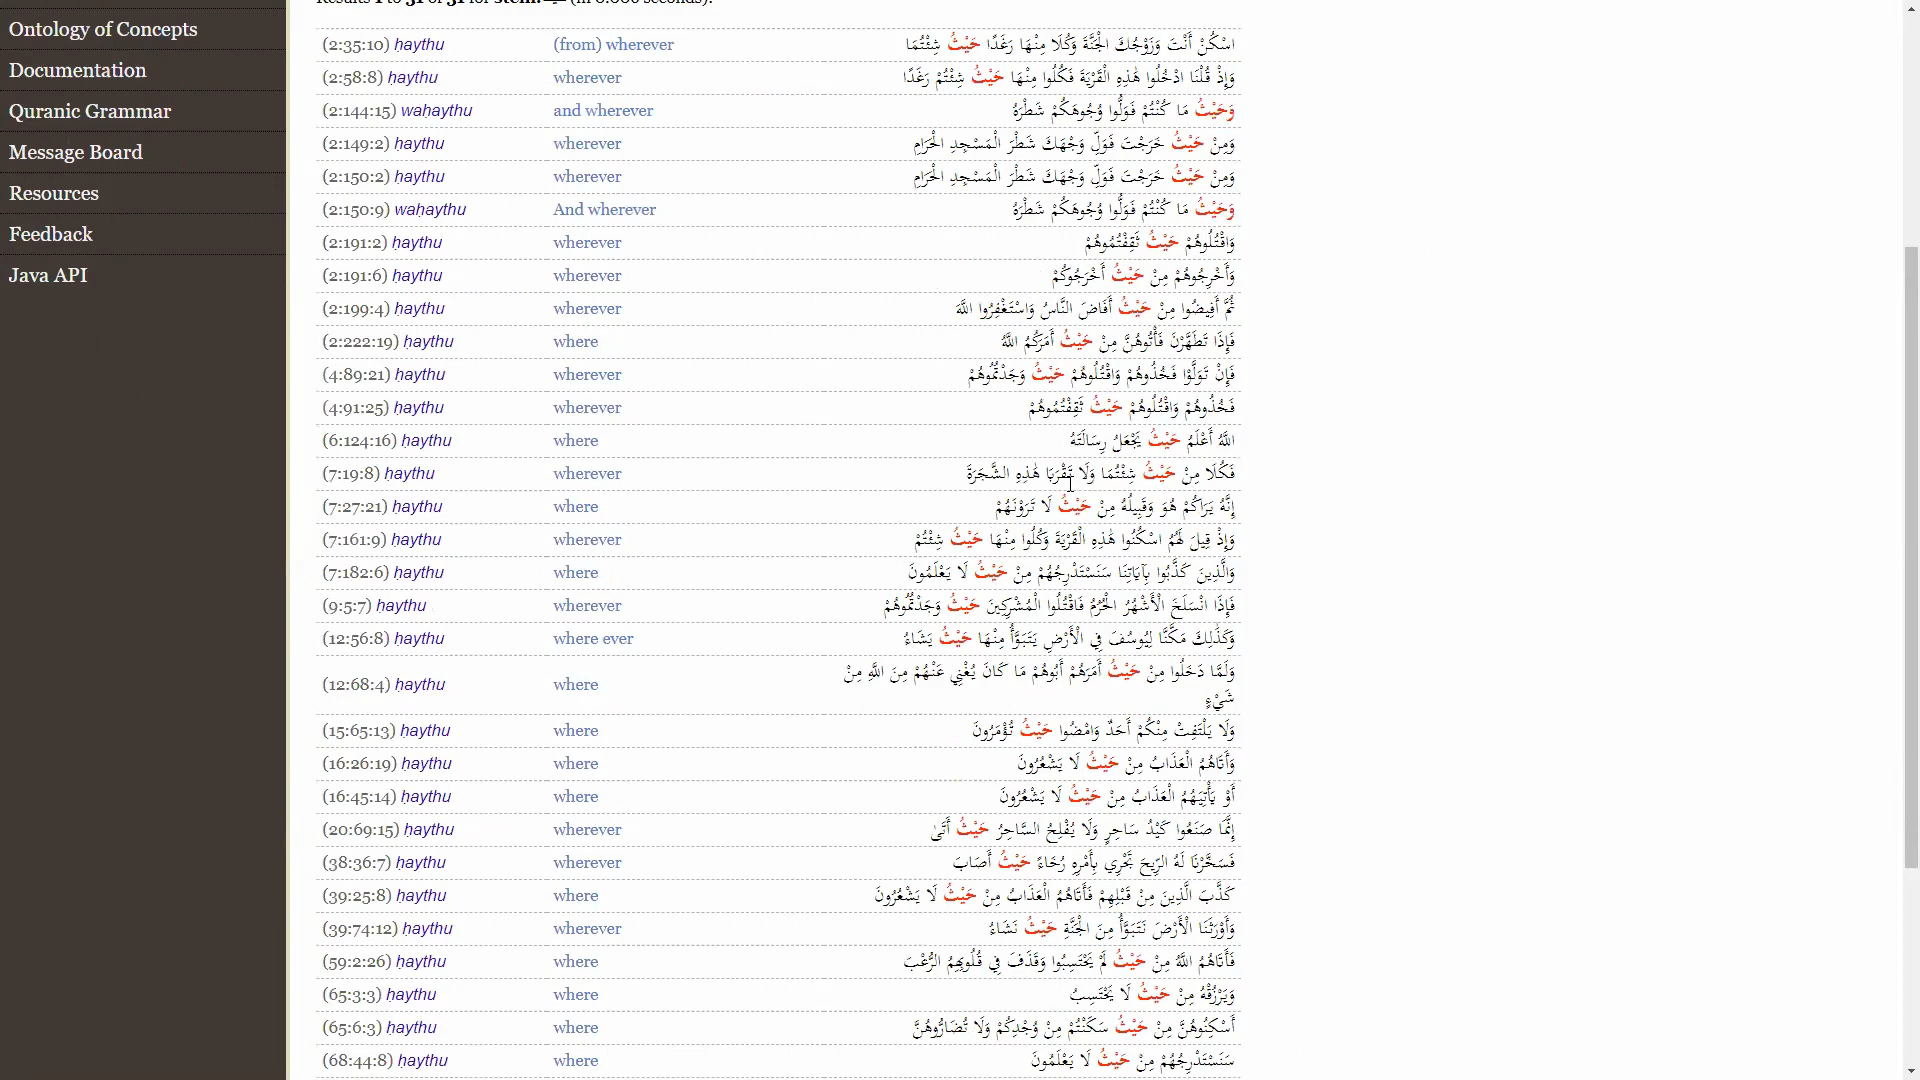 Ontology of Concepts
Documentation
Quranic Grammar
Message Board
Resources
Feedback
Java API
(2:35:10) ḥaythu (from) wherever اسْكُنْ أَنْتَ وَزَوْجُكَ الْجَنَّةَ وَكُلَا مِنْهَا رَغَدًا حَيْثُ شِئْتُمَا
(2:58:8) ḥaythu wherever وَإِذْ قُلْنَا ادْخُلُوا هَٰذِهِ الْقَرْيَةَ فَكُلُوا مِنْهَا حَيْثُ شِئْتُمْ رَغَدًا
(2:144:15) waḥaythu and wherever وَحَيْثُ مَا كُنْتُمْ فَوَلُّوا وُجُوهَكُمْ شَطْرَهُ
(2:149:2) ḥaythu wherever وَمِنْ حَيْثُ خَرَجْتَ فَوَلِّ وَجْهَكَ شَطْرَ الْمَسْجِدِ الْحَرَامِ
(2:150:2) ḥaythu wherever وَمِنْ حَيْثُ خَرَجْتَ فَوَلِّ وَجْهَكَ شَطْرَ الْمَسْجِدِ الْحَرَامِ
(2:150:9) waḥaythu And wherever وَحَيْثُ مَا كُنْتُمْ فَوَلُّوا وُجُوهَكُمْ شَطْرَهُ
(2:191:2) ḥaythu wherever وَاقْتُلُوهُمْ حَيْثُ ثَقِفْتُمُوهُمْ
(2:191:6) ḥaythu wherever وَأَخْرِجُوهُمْ مِنْ حَيْثُ أَخْرَجُوكُمْ
(2:199:4) ḥaythu wherever ثُمَّ أَفِيضُوا مِنْ حَيْثُ أَفَاضَ النَّاسُ وَاسْتَغْفِرُوا اللَّهَ
(2:222:19) ḥaythu where فَإِذَا تَطَهَّرْنَ فَأْتُوهُنَّ مِنْ حَيْثُ أَمَرَكُمُ اللَّهُ
(4:89:21) ḥaythu wherever فَإِنْ تَوَلَّوْا فَخُذُوهُمْ وَاقْتُلُوهُمْ حَيْثُ وَجَدْتُمُوهُمْ
(4:91:25) ḥaythu wherever فَخُذُوهُمْ وَاقْتُلُوهُمْ حَيْثُ ثَقِفْتُمُوهُمْ
(6:124:16) ḥaythu where اللَّهُ أَعْلَمُ حَيْثُ يَجْعَلُ رِسَالَتَهُ
(7:19:8) ḥaythu wherever فَكُلَا مِنْ حَيْثُ شِئْتُمَا وَلَا تَقْرَبَا هَٰذِهِ الشَّجَرَةَ
(7:27:21) ḥaythu where إِنَّهُ يَرَاكُمْ هُوَ وَقَبِيلُهُ مِنْ حَيْثُ لَا تَرَوْنَهُمْ
(7:161:9) ḥaythu wherever وَإِذْ قِيلَ لَهُمُ اسْكُنُوا هَٰذِهِ الْقَرْيَةَ وَكُلُوا مِنْهَا حَيْثُ شِئْتُمْ
(7:182:6) ḥaythu where وَالَّذِينَ كَذَّبُوا بِآيَاتِنَا سَنَسْتَدْرِجُهُمْ مِنْ حَيْثُ لَا يَعْلَمُونَ
(9:5:7) ḥaythu wherever فَإِذَا انْسَلَخَ الْأَشْهُرُ الْحُرُمُ فَاقْتُلُوا الْمُشْرِكِينَ حَيْثُ وَجَدْتُمُوهُمْ
(12:56:8) ḥaythu where ever وَكَذَٰلِكَ مَكَّنَّا لِيُوسُفَ فِي الْأَرْضِ يَتَبَوَّأُ مِنْهَا حَيْثُ يَشَاءُ
(12:68:4) ḥaythu where وَلَمَّا دَخَلُوا مِنْ حَيْثُ أَمَرَهُمْ أَبُوهُمْ مَا كَانَ يُغْنِي عَنْهُمْ مِنَ اللَّهِ مِنْ
شَيْءٍ
(15:65:13) ḥaythu where وَلَا يَلْتَفِتْ مِنْكُمْ أَحَدٌ وَامْضُوا حَيْثُ تُؤْمَرُونَ
(16:26:19) ḥaythu where وَأَتَاهُمُ الْعَذَابُ مِنْ حَيْثُ لَا يَشْعُرُونَ
(16:45:14) ḥaythu where أَوْ يَأْتِيَهُمُ الْعَذَابُ مِنْ حَيْثُ لَا يَشْعُرُونَ
(20:69:15) ḥaythu wherever إِنَّمَا صَنَعُوا كَيْدُ سَاحِرٍ وَلَا يُفْلِحُ السَّاحِرُ حَيْثُ أَتَىٰ
(38:36:7) ḥaythu wherever فَسَخَّرْنَا لَهُ الرِّيحَ تَجْرِي بِأَمْرِهِ رُخَاءً حَيْثُ أَصَابَ
(39:25:8) ḥaythu where كَذَّبَ الَّذِينَ مِنْ قَبْلِهِمْ فَأَتَاهُمُ الْعَذَابُ مِنْ حَيْثُ لَا يَشْعُرُونَ
(39:74:12) ḥaythu wherever وَأَوْرَثَنَا الْأَرْضَ نَتَبَوَّأُ مِنَ الْجَنَّةِ حَيْثُ نَشَاءُ
(59:2:26) ḥaythu where فَأَتَاهُمُ اللَّهُ مِنْ حَيْثُ لَمْ يَحْتَسِبُوا وَقَذَفَ فِي قُلُوبِهِمُ الرُّعْبَ
(65:3:3) ḥaythu where وَيَرْزُقْهُ مِنْ حَيْثُ لَا يَحْتَسِبُ
(65:6:3) ḥaythu where أَسْكِنُوهُنَّ مِنْ حَيْثُ سَكَنْتُمْ مِنْ وُجْدِكُمْ وَلَا تُضَارُّوهُنَّ
(68:44:8) ḥaythu where سَنَسْتَدْرِجُهُمْ مِنْ حَيْثُ لَا يَعْلَمُونَ